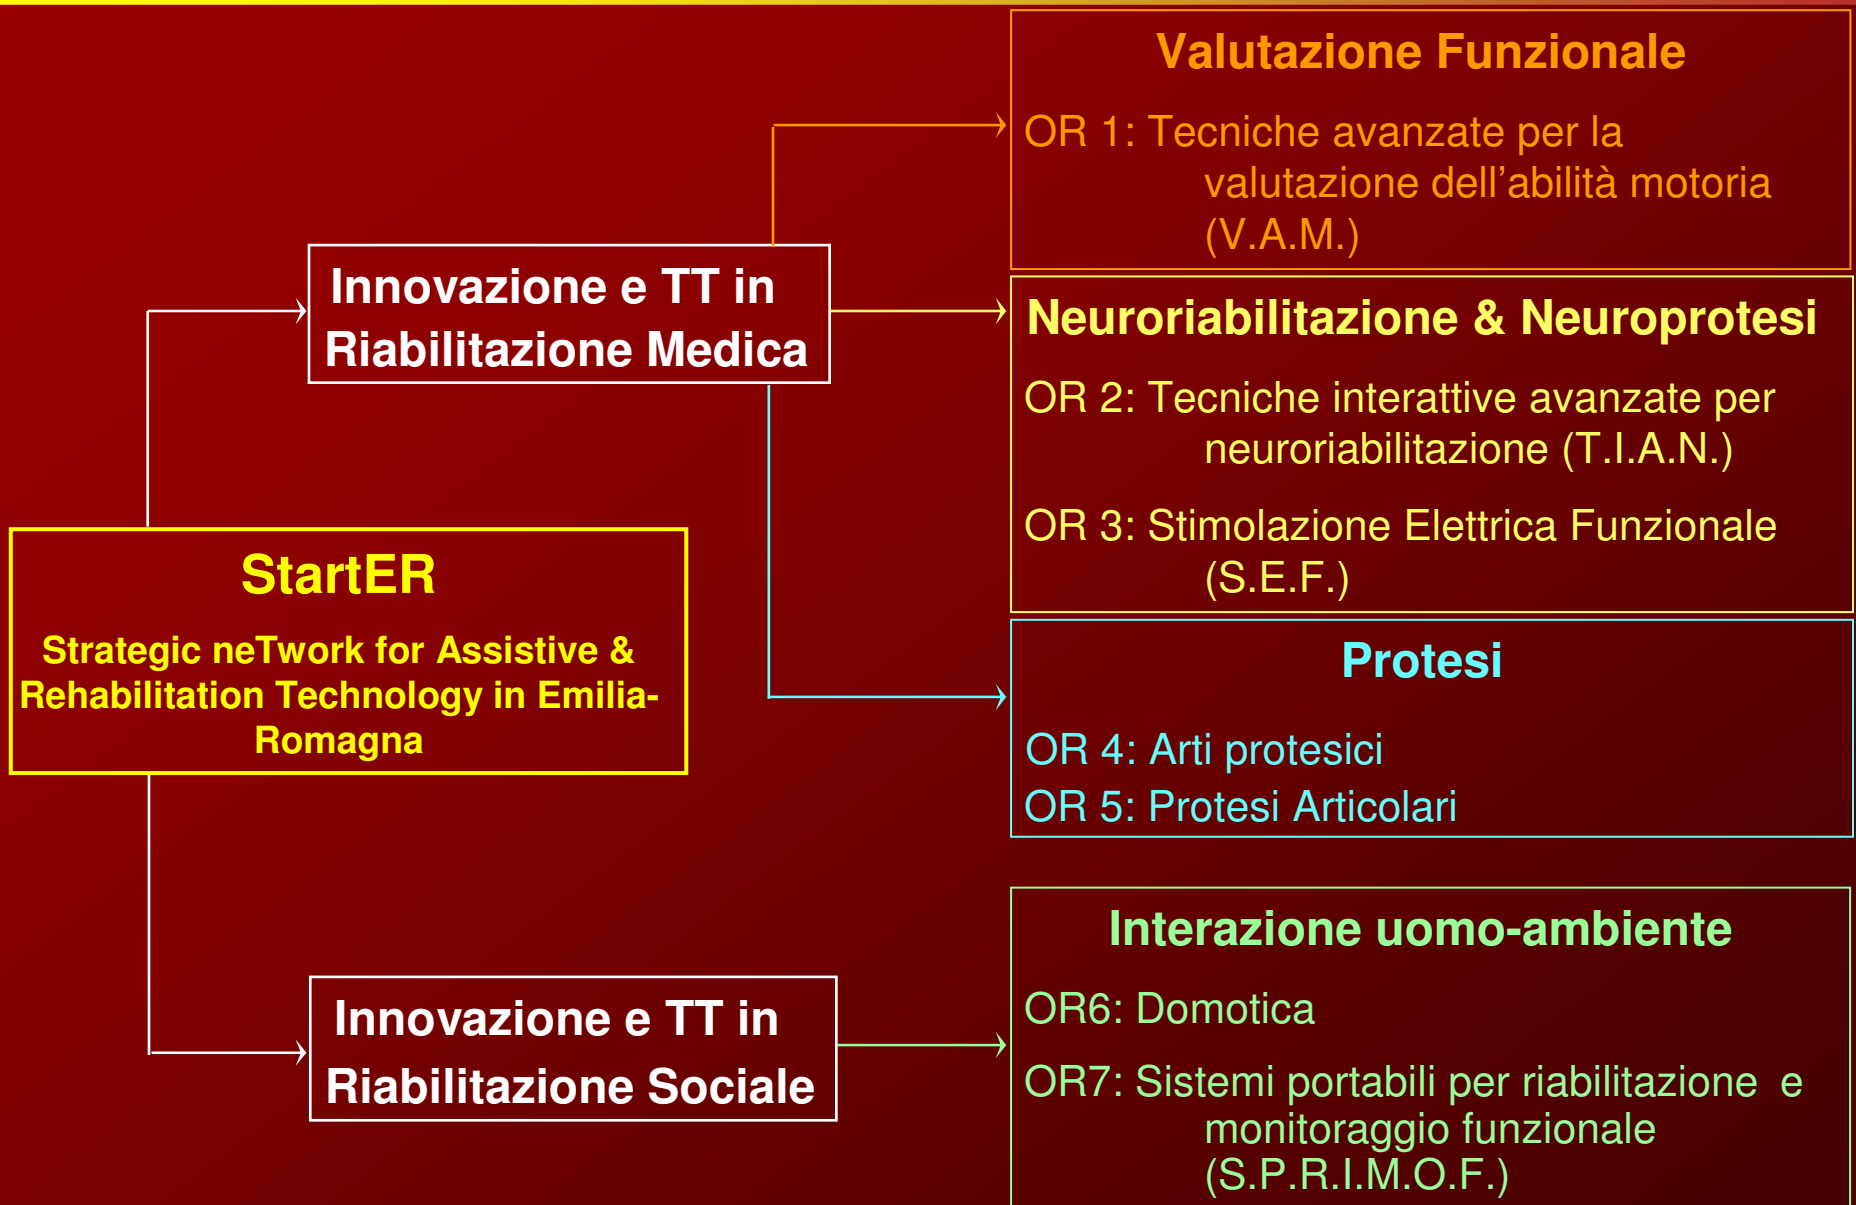 StartER
Strategic neTwork for Assistive &
Rehabilitation Technology in Emilia-
Romagna
Innovazione e TT in
Riabilitazione Medica
Valutazione Funzionale
OR 1: Tecniche avanzate per la
valutazione dell’abilità motoria
(V.A.M.)
Neuroriabilitazione & Neuroprotesi
OR 2: Tecniche interattive avanzate per
neuroriabilitazione (T.I.A.N.)
OR 3: Stimolazione Elettrica Funzionale
(S.E.F.)
Protesi
OR 4: Arti protesici
OR 5: Protesi Articolari
Innovazione e TT in
Riabilitazione Sociale
Interazione uomo-ambiente
OR6: Domotica
OR7: Sistemi portabili per riabilitazione e
monitoraggio funzionale
(S.P.R.I.M.O.F.)